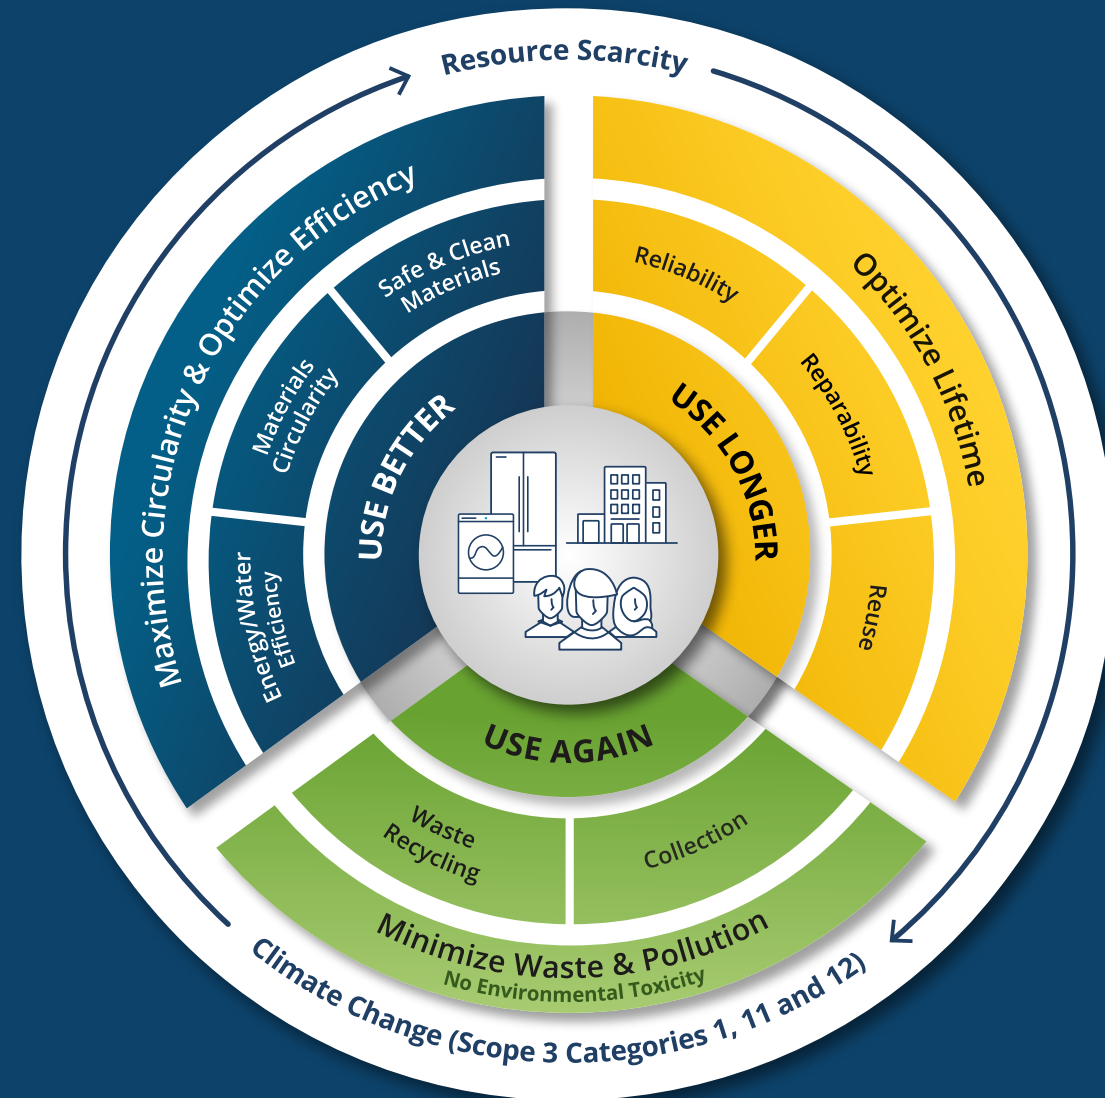 Resource Scarcity
Maximize Circularity & Optimize Efficiency
Safe & Clean
Materials
Materials
Circularity
Energy/Water
Efficiency
USE BETTER
Optimize Lifetime
Reliability
Reparability
Reuse
USE LONGER
USE AGAIN
Waste
Recycling
Collection
Minimize Waste & Pollution
No Environmental Toxicity
Climate Change (Scope 3 Categories 1, 11 and 12)